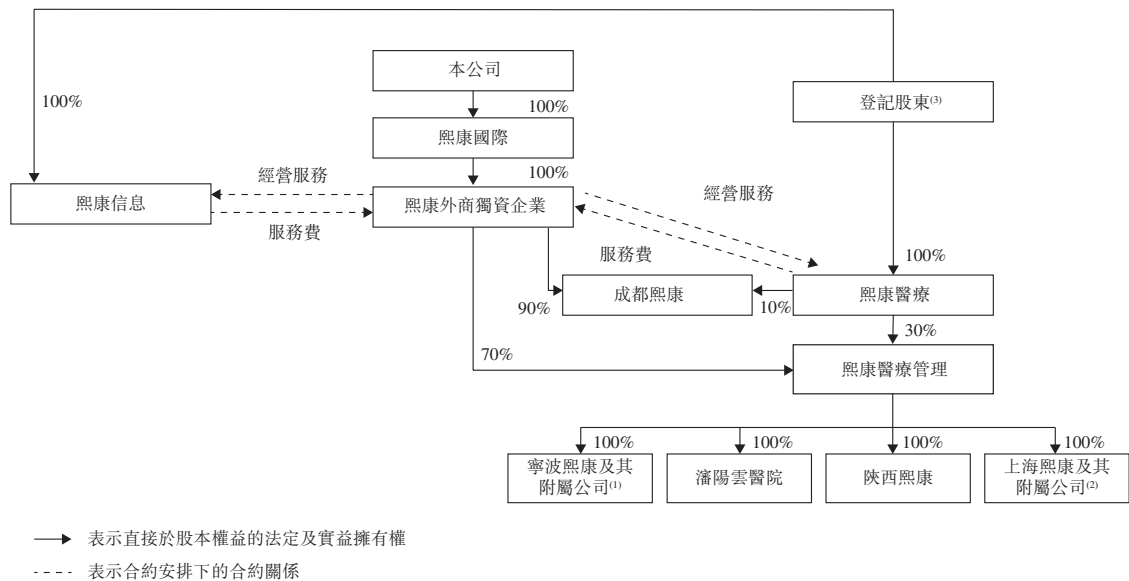 本公司
100%
登記股東(3)
100%
熙康國際
100%
經營服務
熙康信息
熙康外商獨資企業
經營服務
服務費
服務費
100%
成都熙康
熙康醫療
90%
10%
30%
70%
熙康醫療管理
100%
100%
100%
100%
寧波熙康及其
附屬公司(1)
瀋陽雲醫院
陝西熙康
上海熙康及其
附屬公司(2)
表示直接於股本權益的法定及實益擁有權
表示合約安排下的合約關係